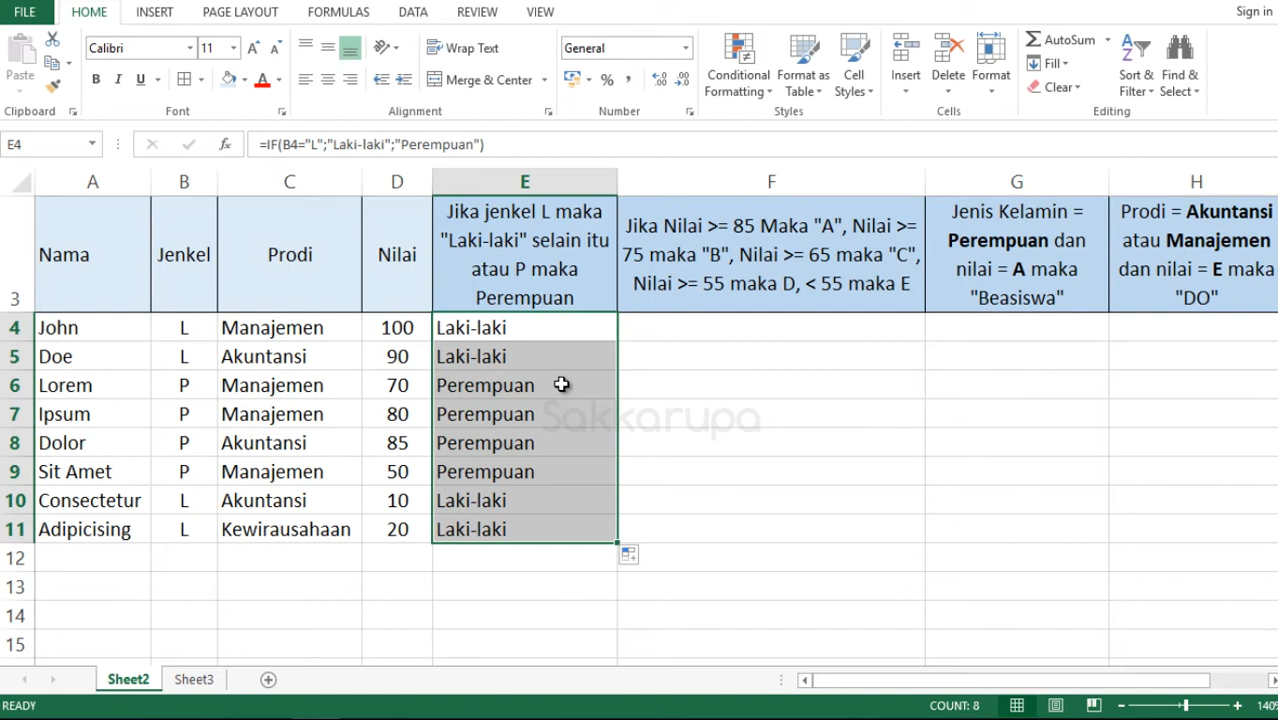 FILE HOME INSERT PAGE LAYOUT FORMULAS DATA REVIEW VIEW Sign in
Paste
Calibri 11
B I U
Wrap Text
Merge & Center
General
% ,
Conditional Formatting
Format as Table
Cell Styles
Insert
Delete
Format
AutoSum
Fill
Clear
Sort & Filter
Find & Select
Clipboard Font Alignment Number Styles Cells Editing
E4 fx =IF(B4="L";"Laki-laki";"Perempuan")
A B C D E F G H
3
Nama
Jenkel
Prodi
Nilai
Jika jenkel L maka
"Laki-laki" selain itu
atau P maka
Perempuan
Jika Nilai >= 85 Maka "A", Nilai >=
75 maka "B", Nilai >= 65 maka "C",
Nilai >= 55 maka D, < 55 maka E
Jenis Kelamin =
Perempuan dan
nilai = A maka
"Beasiswa"
Prodi = Akuntansi
atau Manajemen
dan nilai = E maka
"DO"
4 John L Manajemen 100 Laki-laki
5 Doe L Akuntansi 90 Laki-laki
6 Lorem P Manajemen 70 Perempuan
7 Ipsum P Manajemen 80 Perempuan
Sakkarupa
8 Dolor P Akuntansi 85 Perempuan
9 Sit Amet P Manajemen 50 Perempuan
10 Consectetur L Akuntansi 10 Laki-laki
11 Adipicising L Kewirausahaan 20 Laki-laki
12
13
14
15
Sheet2 Sheet3
READY COUNT: 8 140%